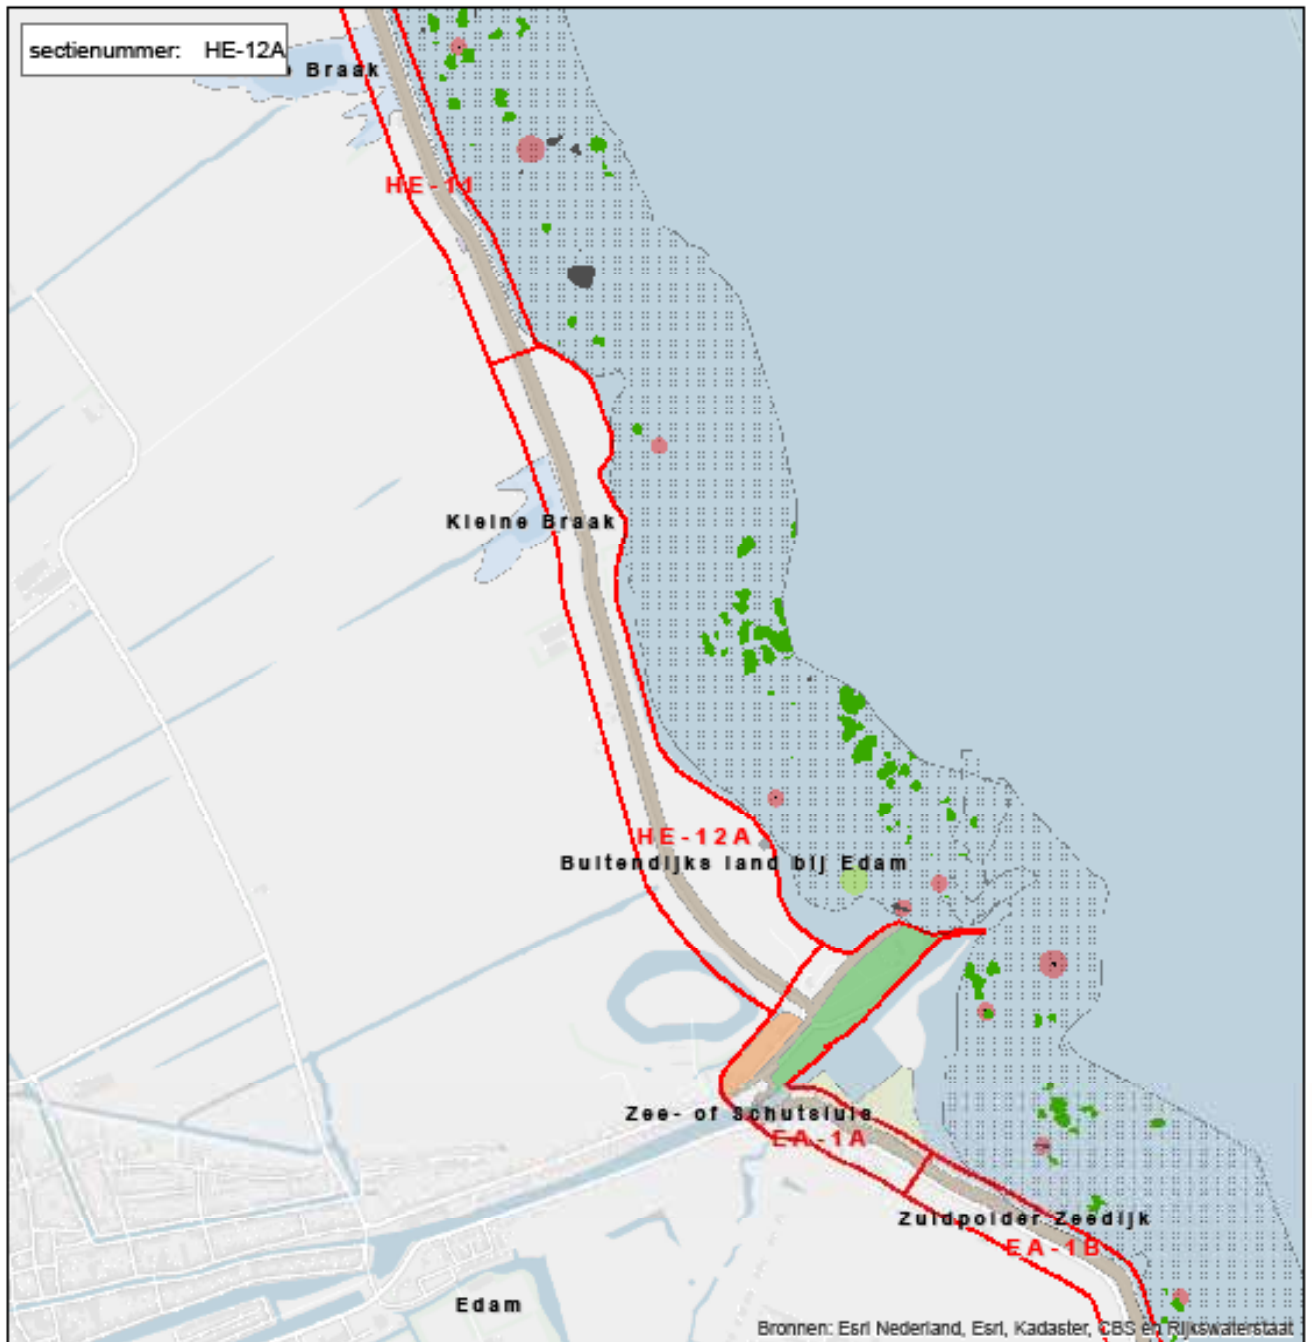 sectienummer: HE-12A
Braak
HE-11
Kleine Braak
HE-12A
Buitendijks land bij Edam
Zee- of Schutsluis
EA-1A
Zuidpolder Zeedijk
EA-1B
Edam
Bronnen: Esri Nederland, Esri, Kadaster, CBS en Rijkswaterstaat